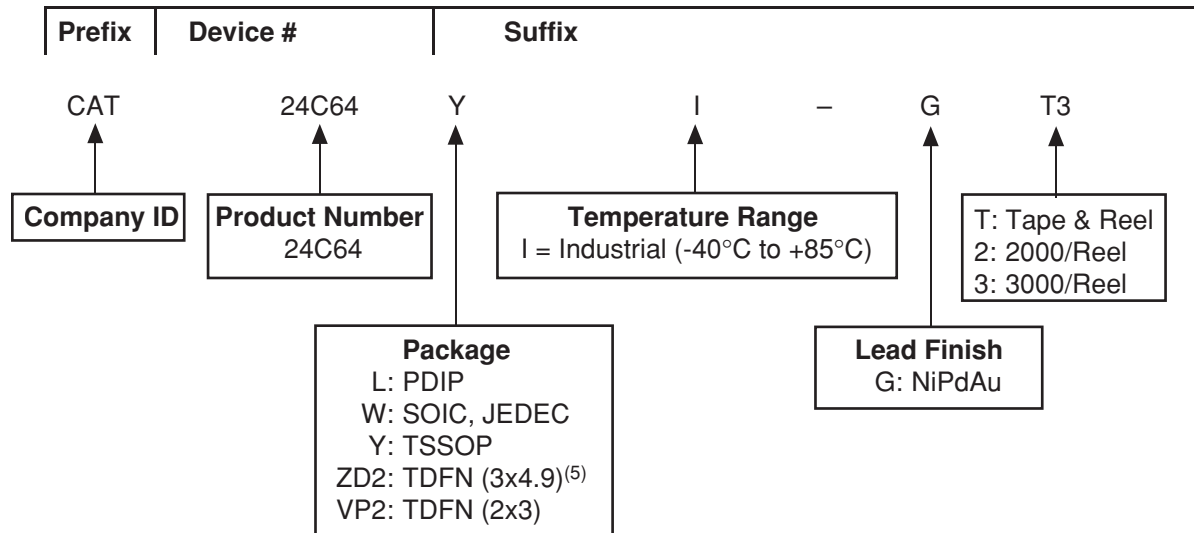 Prefix Device # Suffix
CAT 24C64 Y I – G T3
Company ID
Product Number
24C64
Temperature Range
I = Industrial (-40°C to +85°C)
T: Tape & Reel
2: 2000/Reel
3: 3000/Reel
Package
L: PDIP
W: SOIC, JEDEC
Y: TSSOP
ZD2: TDFN (3x4.9)(5)
VP2: TDFN (2x3)
Lead Finish
G: NiPdAu